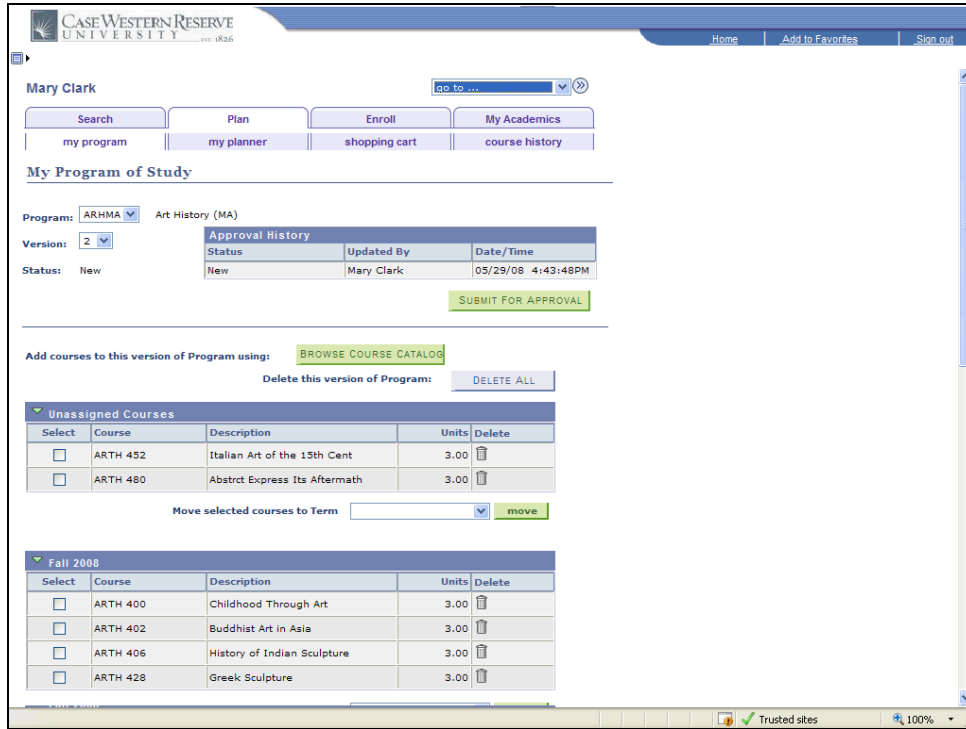 CASE WESTERN RESERVE
UNIVERSITY EST. 1826
Home Add to Favorites Sign out
Mary Clark go to ...
Search Plan Enroll My Academics
my program my planner shopping cart course history
My Program of Study
Program: ARHMA Art History (MA)
Version: 2
Approval History
Status Updated By Date/Time
Status: New
New Mary Clark 05/29/08 4:43:48PM
SUBMIT FOR APPROVAL
Add courses to this version of Program using: BROWSE COURSE CATALOG
Delete this version of Program: DELETE ALL
Unassigned Courses
Select Course Description Units Delete
ARTH 452 Italian Art of the 15th Cent 3.00
ARTH 480 Abstrct Express Its Aftermath 3.00
Move selected courses to Term move
Fall 2008
Select Course Description Units Delete
ARTH 400 Childhood Through Art 3.00
ARTH 402 Buddhist Art in Asia 3.00
ARTH 406 History of Indian Sculpture 3.00
ARTH 428 Greek Sculpture 3.00
Trusted sites 100%